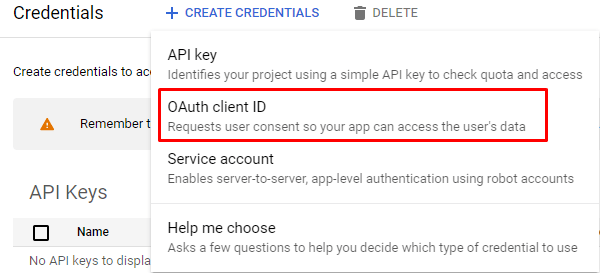 Credentials + CREATE CREDENTIALS DELETE
API key
Identifies your project using a simple API key to check quota and access
Create credentials to acc
OAuth client ID
Requests user consent so your app can access the user's data
Remember t
Service account
Enables server-to-server, app-level authentication using robot accounts
API Keys
Name
Help me choose
Asks a few questions to help you decide which type of credential to use
No API keys to displa